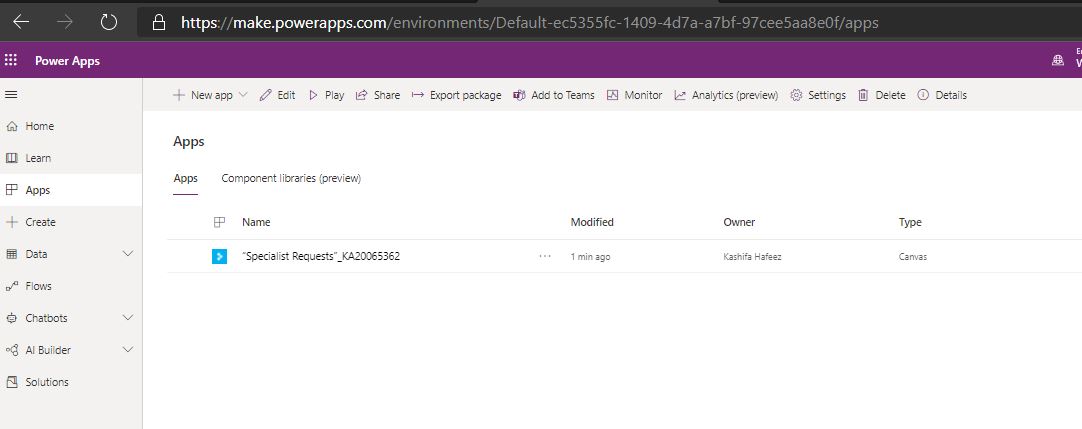 https://make.powerapps.com/environments/Default-ec5355fc-1409-4d7a-a7bf-97cee5aa8e0f/apps
Power Apps
New app Edit Play Share Export package Add to Teams Monitor Analytics (preview) Settings Delete Details
Home
Learn
Apps
Create
Data
Flows
Chatbots
AI Builder
Solutions
Apps
Apps Component libraries (preview)
Name Modified Owner Type
"Specialist Requests"_KA20065362 ... 1 min ago Kashifa Hafeez Canvas